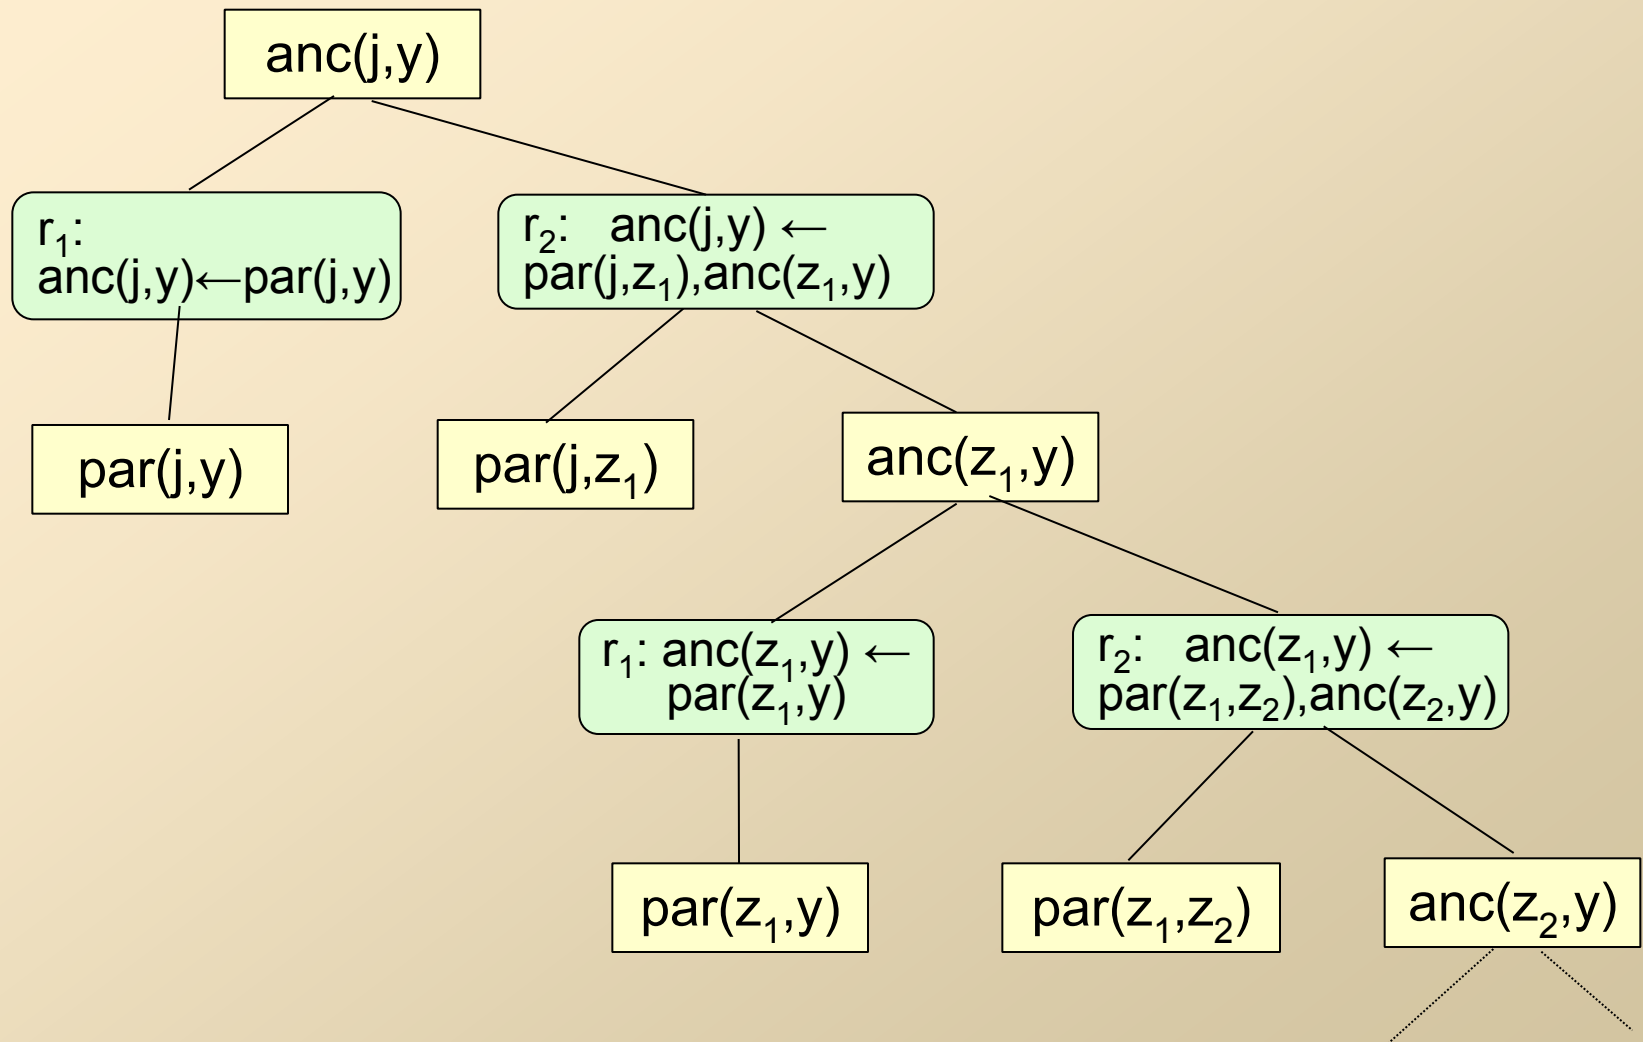 anc(j,y)
r₁:
anc(j,y)←par(j,y)
r₂: anc(j,y) ←
par(j,z₁),anc(z₁,y)
par(j,y)
par(j,z₁)
anc(z₁,y)
r₁: anc(z₁,y) ←
par(z₁,y)
r₂: anc(z₁,y) ←
par(z₁,z₂),anc(z₂,y)
par(z₁,y)
par(z₁,z₂)
anc(z₂,y)